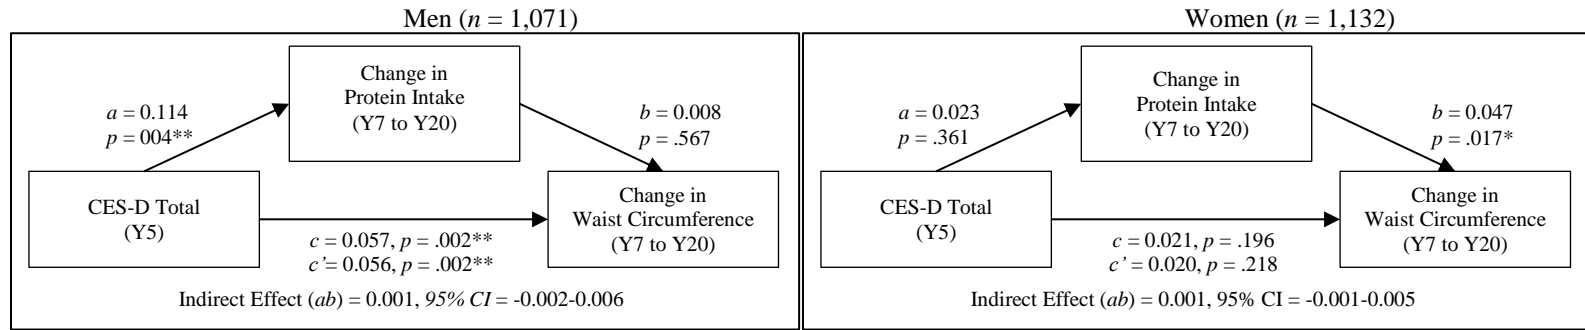 Men (n = 1,071)
Change in
Protein Intake
(Y7 to Y20)
a = 0.114
p = 004**
b = 0.008
p = .567
CES-D Total
(Y5)
Change in
Waist Circumference
(Y7 to Y20)
c = 0.057, p = .002**
c’= 0.056, p = .002**
Indirect Effect (ab) = 0.001, 95% CI = -0.002-0.006
Women (n = 1,132)
Change in
Protein Intake
(Y7 to Y20)
a = 0.023
p = .361
b = 0.047
p = .017*
CES-D Total
(Y5)
Change in
Waist Circumference
(Y7 to Y20)
c = 0.021, p = .196
c’ = 0.020, p = .218
Indirect Effect (ab) = 0.001, 95% CI = -0.001-0.005